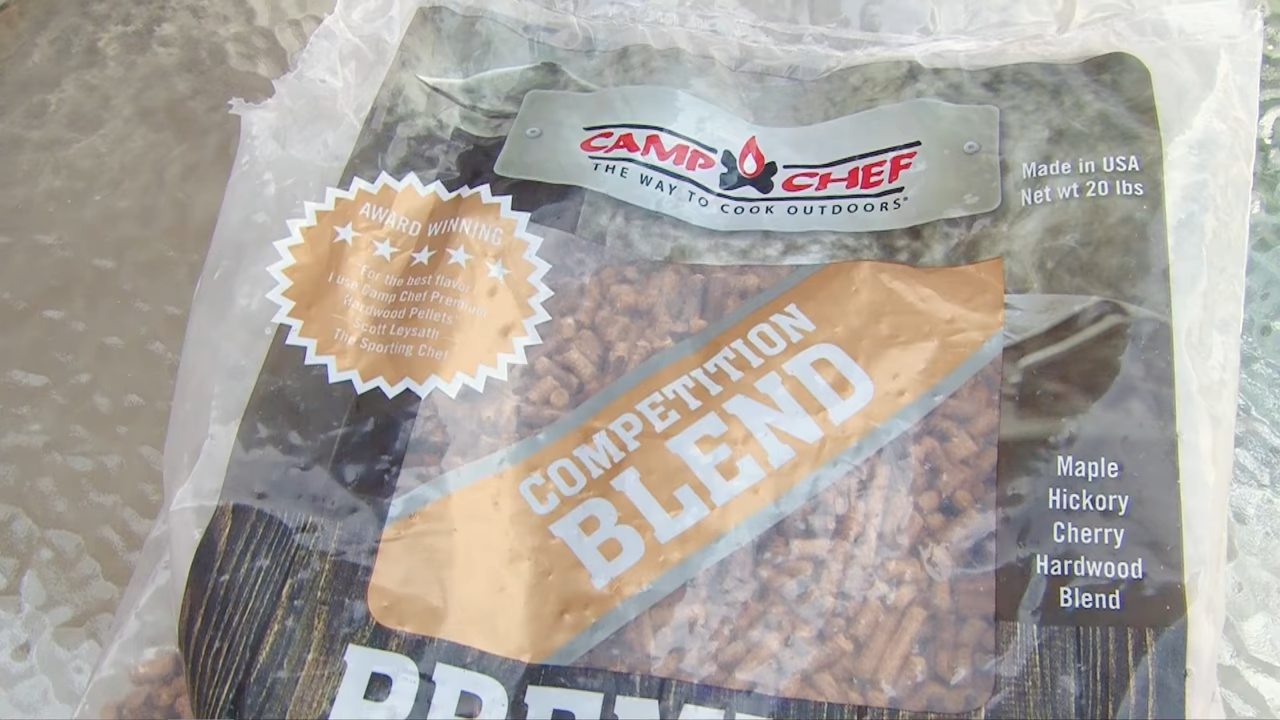 CAMP CHEF
THE WAY TO COOK OUTDOORS®
Made in USA
Net wt 20 lbs
AWARD WINNING
For the best flavor
I use Camp Chef Premium
Hardwood Pellets
Scott Leysath
The Sporting Chef
COMPETITION
BLEND
Maple
Hickory
Cherry
Hardwood
Blend